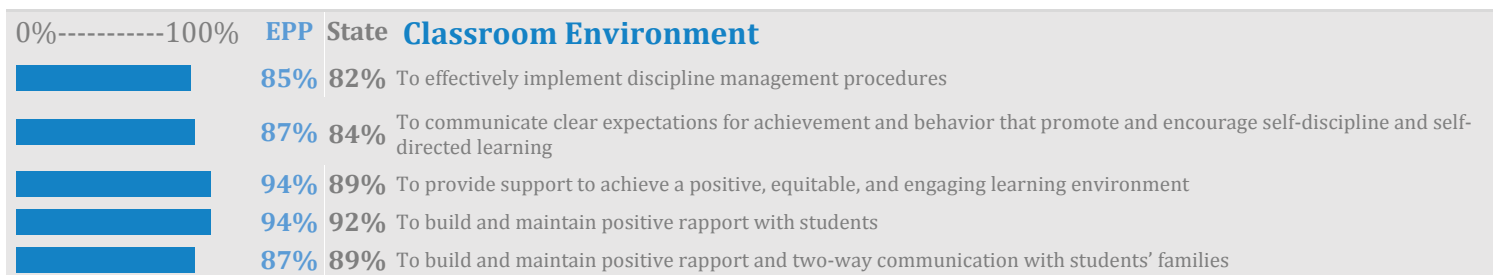 0%-----------100% EPP State Classroom Environment
85% 82% To effectively implement discipline management procedures
87% 84% To communicate clear expectations for achievement and behavior that promote and encourage self-discipline and self-
directed learning
94% 89% To provide support to achieve a positive, equitable, and engaging learning environment
94% 92% To build and maintain positive rapport with students
87% 89% To build and maintain positive rapport and two-way communication with students’ families